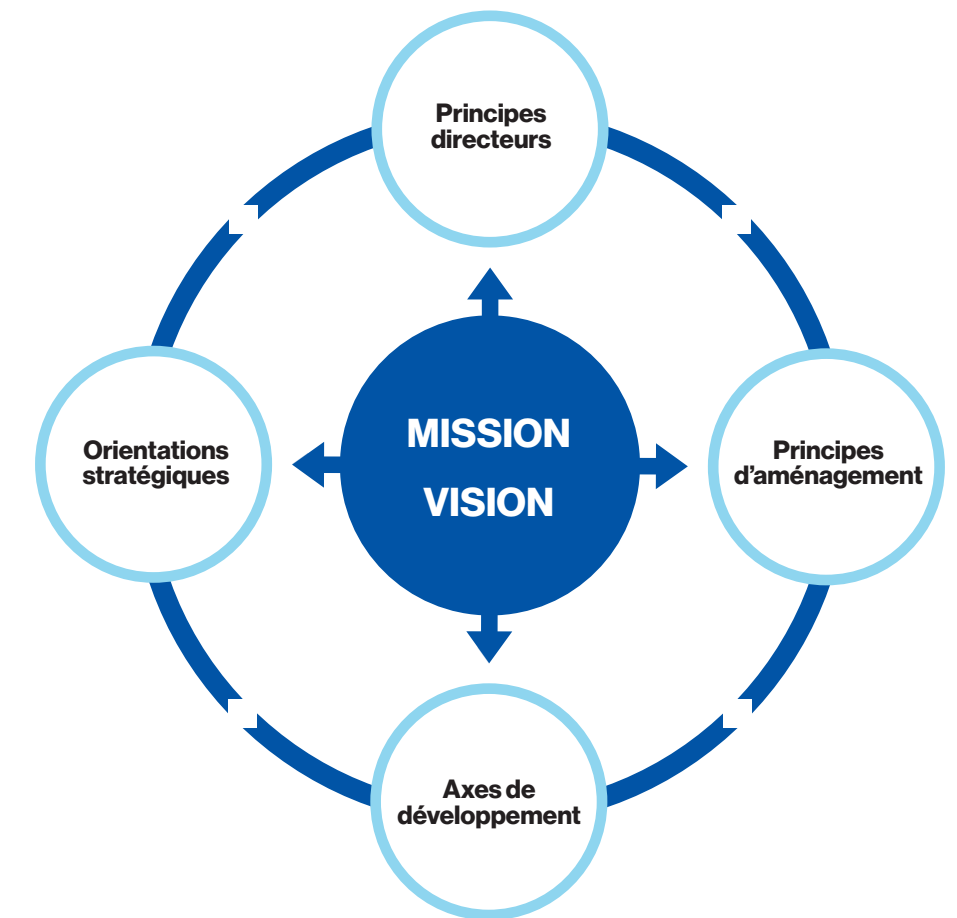 Principes
directeurs
Orientations
stratégiques
MISSION
VISION
Principes
d'aménagement
Axes de
développement